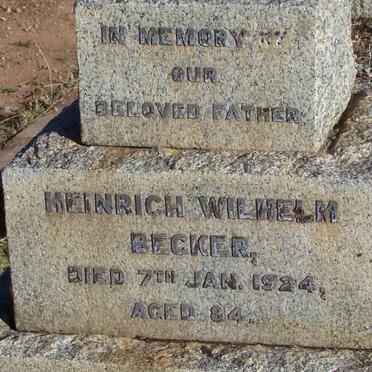 IN MEMORY OF
OUR
BELOVED FATHER
HEINRICH WILHELM
BECKER,
DIED 7TH JAN. 1924,
AGED 84.